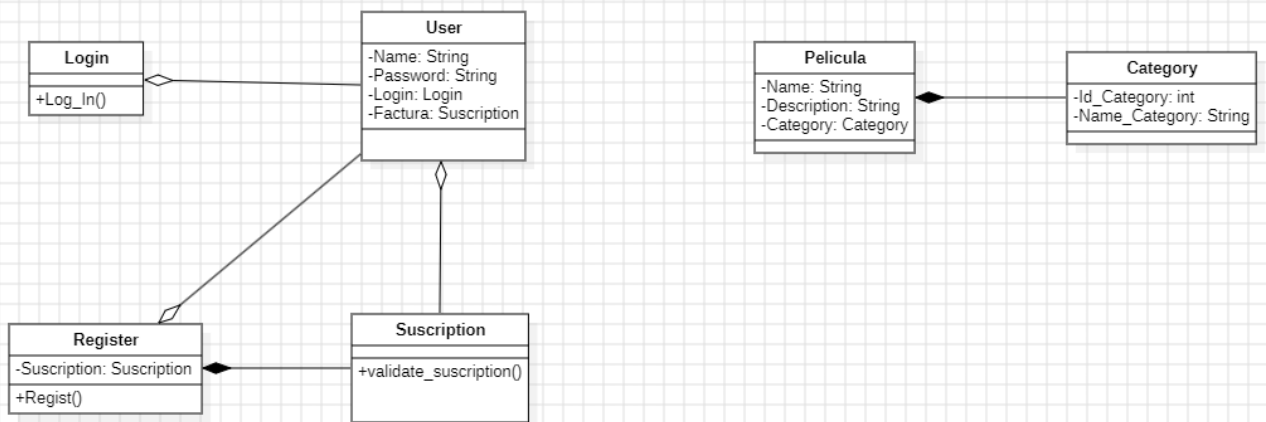 Login
+Log_In()
User
-Name: String
-Password: String
-Login: Login
-Factura: Suscription
Pelicula
-Name: String
-Description: String
-Category: Category
Category
-Id_Category: int
-Name_Category: String
Register
-Suscription: Suscription
+Regist()
Suscription
+validate_suscription()